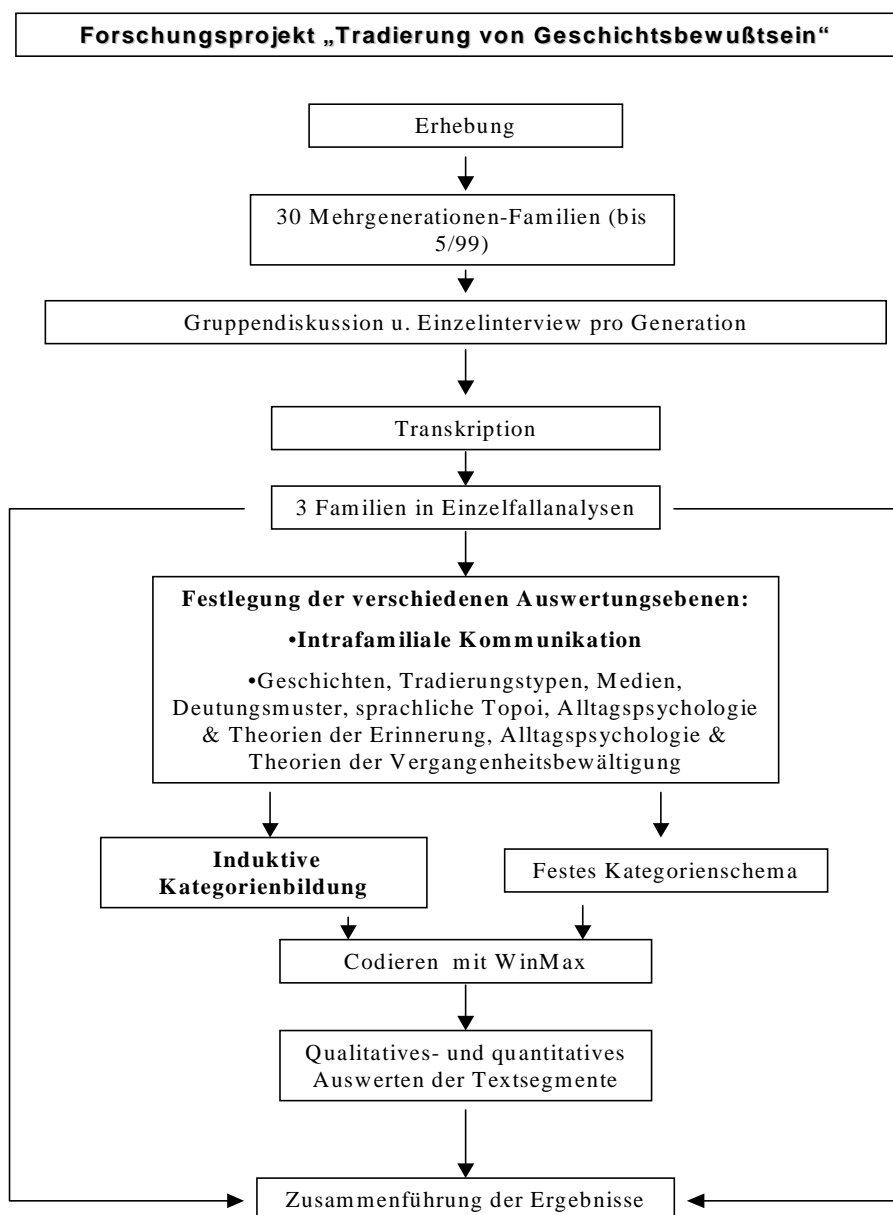 Forschungsprojekt „Tradierung von Geschichtsbewußtsein“
Erhebung
30 Mehrgenerationen-Familien (bis
5/99)
Gruppendiskussion u. Einzelinterview pro Generation
Transkription
3 Familien in Einzelfallanalysen
Festlegung der verschiedenen Auswertungsebenen:
•Intrafamiliale Kommunikation
•Geschichten, Tradierungstypen, Medien,
Deutungsmuster, sprachliche Topoi, Alltagspsychologie
& Theorien der Erinnerung, Alltagspsychologie &
Theorien der Vergangenheitsbewältigung
Induktive
Kategorienbildung
Festes Kategorienschema
Codieren mit WinMax
Qualitatives- und quantitatives
Auswerten der Textsegmente
Zusammenführung der Ergebnisse